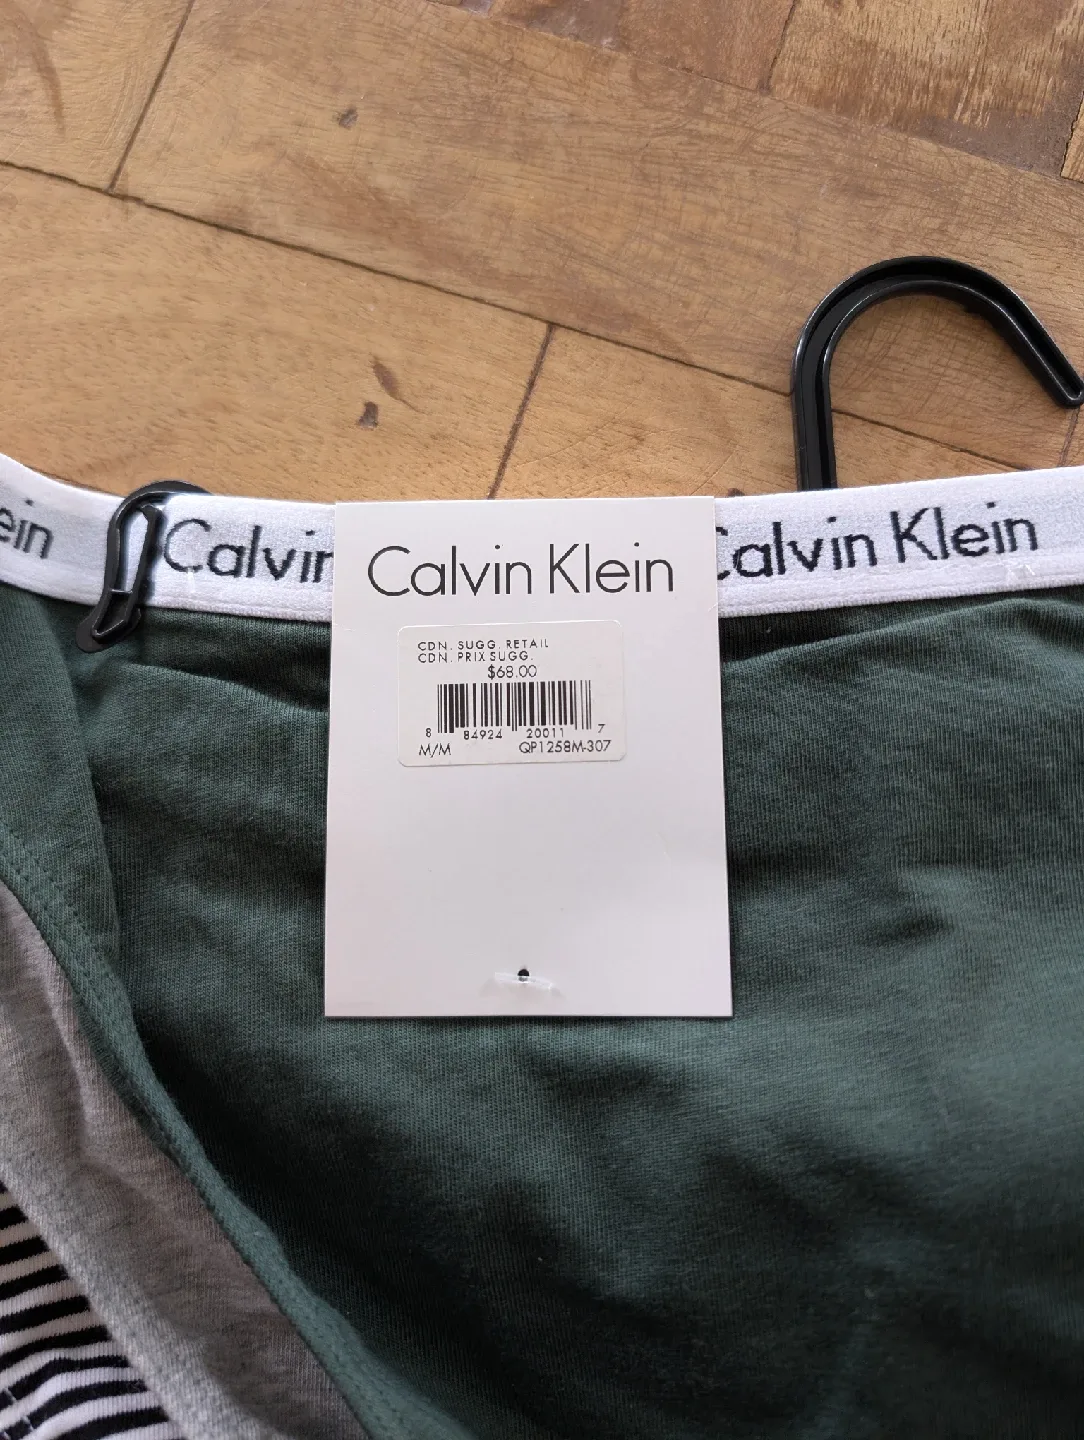 ein
Calvin
Calvin Klein
Calvin Klein
CDN. SUGG. RETAIL
CDN. PRIX SUGG.
$68.00
8 84924 20011 7
M/M QP1258M-307